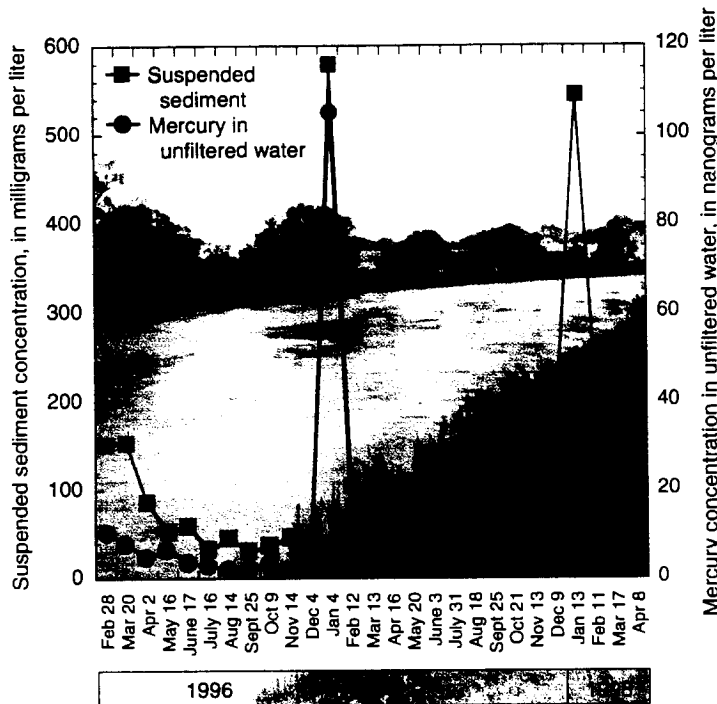 600
500
400
300
200
100
0
Suspended sediment concentration, in milligrams per liter
Suspended
sediment
Mercury in
unfiltered water
120
100
80
60
40
20
0
Mercury concentration in unfiltered water, in nanograms per liter
Feb 28
Mar 20
Apr 2
May 16
June 17
July 16
Aug 14
Sept 25
Oct 9
Nov 14
Dec 4
Jan 4
Feb 12
Mar 13
Apr 16
May 20
June 3
July 31
Aug 18
Sept 25
Oct 21
Nov 13
Dec 9
Jan 13
Feb 11
Mar 17
Apr 8
1996